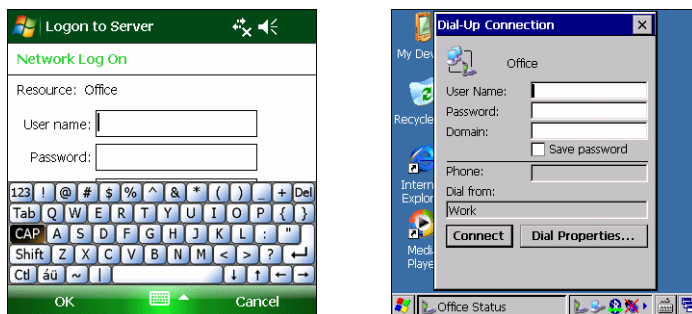 Logon to Server
Network Log On
Resource: Office
User name:
Password:
123 ! @ # $ % ^ & * ( ) _ + Del
Tab Q W E R T Y U I O P { }
CAP A S D F G H J K L : "
Shift Z X C V B N M < > ?
Ctl áü ~ |
OK
Cancel
My Dev
Recycle
Intern
Explor
Medi
Playe
Dial-Up Connection
Office
User Name:
Password:
Domain:
Save password
Phone:
Dial from:
Work
Connect
Dial Properties...
Office Status